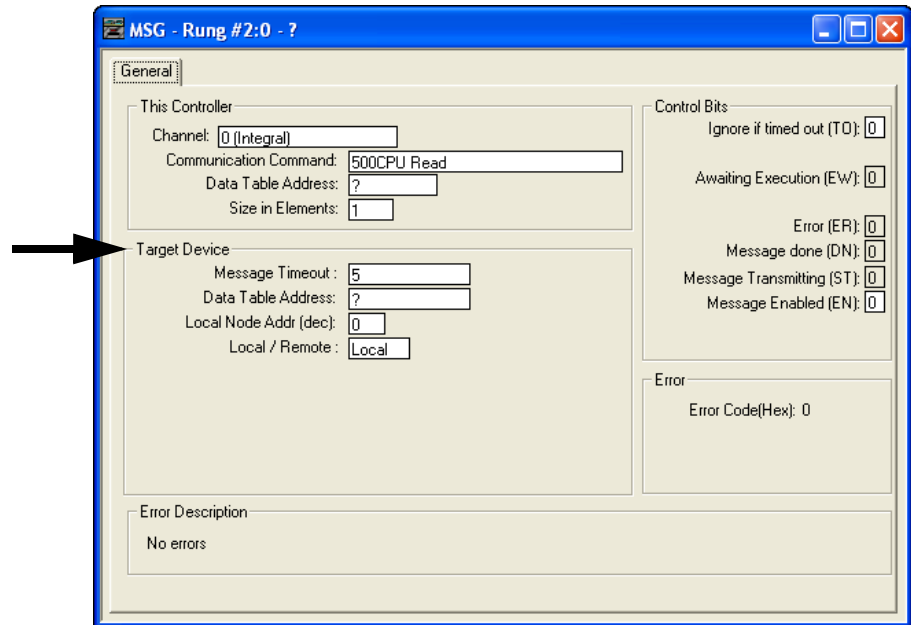 MSG - Rung #2:0 - ?
General
This Controller
Channel: 0 (Integral)
Communication Command: 500CPU Read
Data Table Address: ?
Size in Elements: 1
Target Device
Message Timeout : 5
Data Table Address: ?
Local Node Addr (dec): 0
Local / Remote : Local
Control Bits
Ignore if timed out (TO): 0
Awaiting Execution (EW): 0
Error (ER): 0
Message done (DN): 0
Message Transmitting (ST): 0
Message Enabled (EN): 0
Error
Error Code(Hex): 0
Error Description
No errors